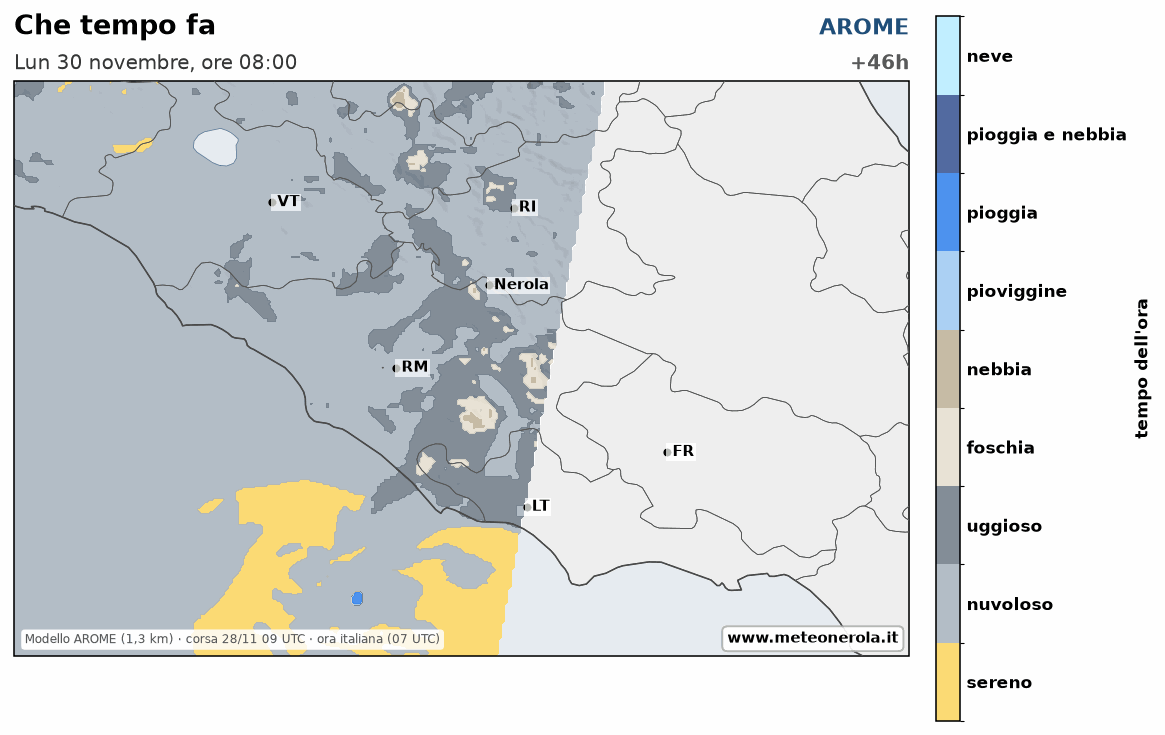 Che tempo fa
AROME
Lun 30 novembre, ore 08:00
+46h
VT
RI
Nerola
RM
FR
LT
Modello AROME (1,3 km) · corsa 28/11 09 UTC · ora italiana (07 UTC)
www.meteonerola.it
neve
pioggia e nebbia
pioggia
pioviggine
nebbia
foschia
uggioso
nuvoloso
sereno
tempo dell'ora